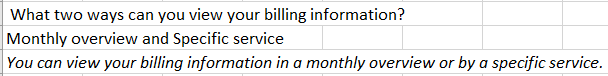 What two ways can you view your billing information?
Monthly overview and Specific service
You can view your billing information in a monthly overview or by a specific service.